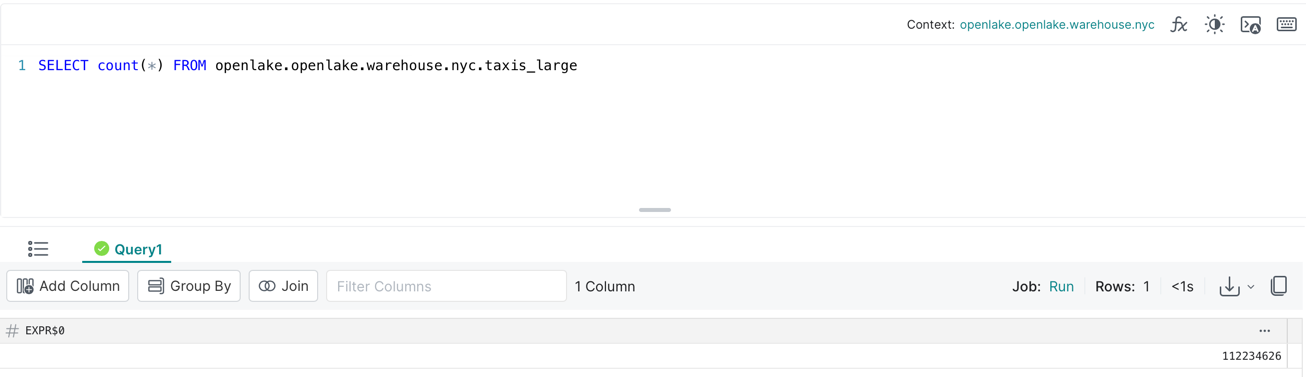 Context: openlake.openlake.warehouse.nyc
1 SELECT count(*) FROM openlake.openlake.warehouse.nyc.taxis_large
Query1
Add Column Group By Join Filter Columns 1 Column Job: Run Rows: 1 <1s
# EXPR$0 ...
112234626